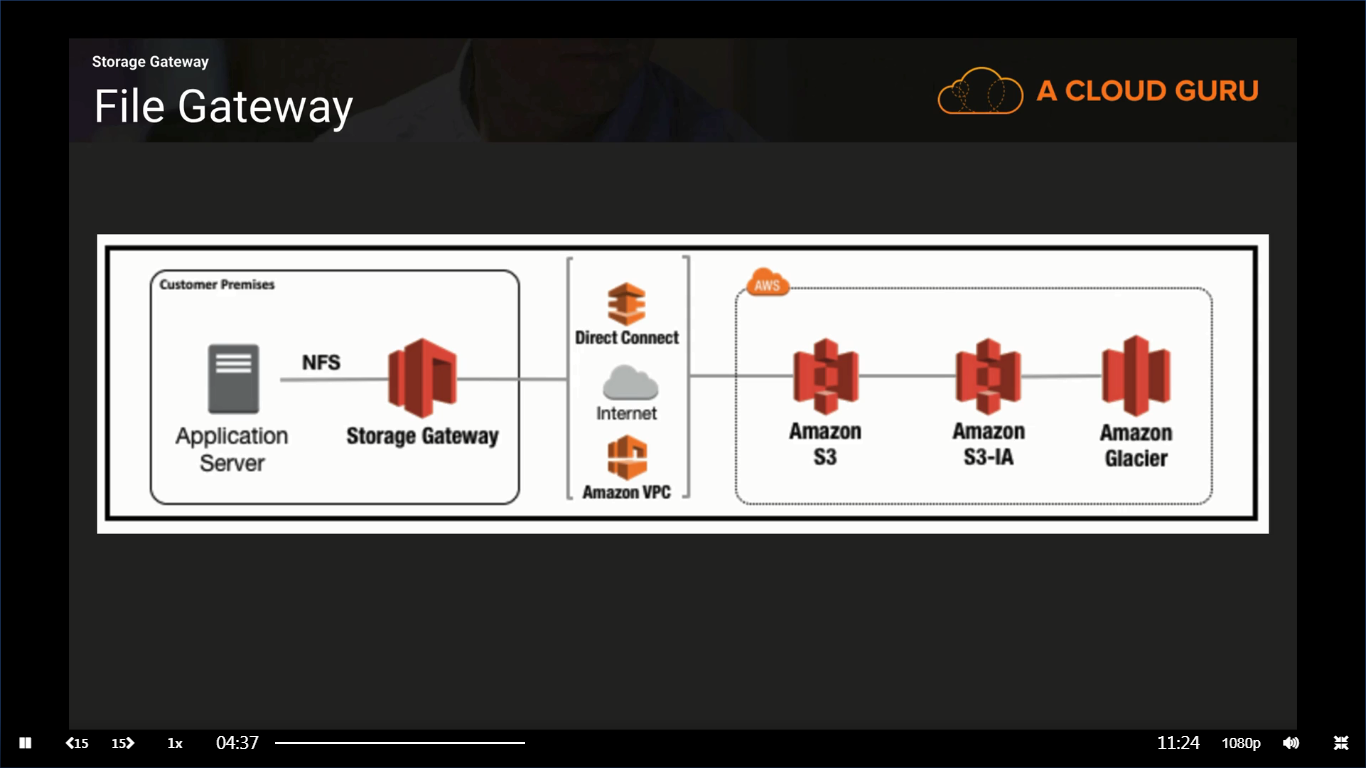 Storage Gateway
File Gateway
A CLOUD GURU
Customer Premises
NFS
Application
Server
Storage Gateway
Direct Connect
Internet
Amazon VPC
AWS
Amazon
S3
Amazon
S3-IA
Amazon
Glacier
15
15
1x
04:37
11:24
1080p